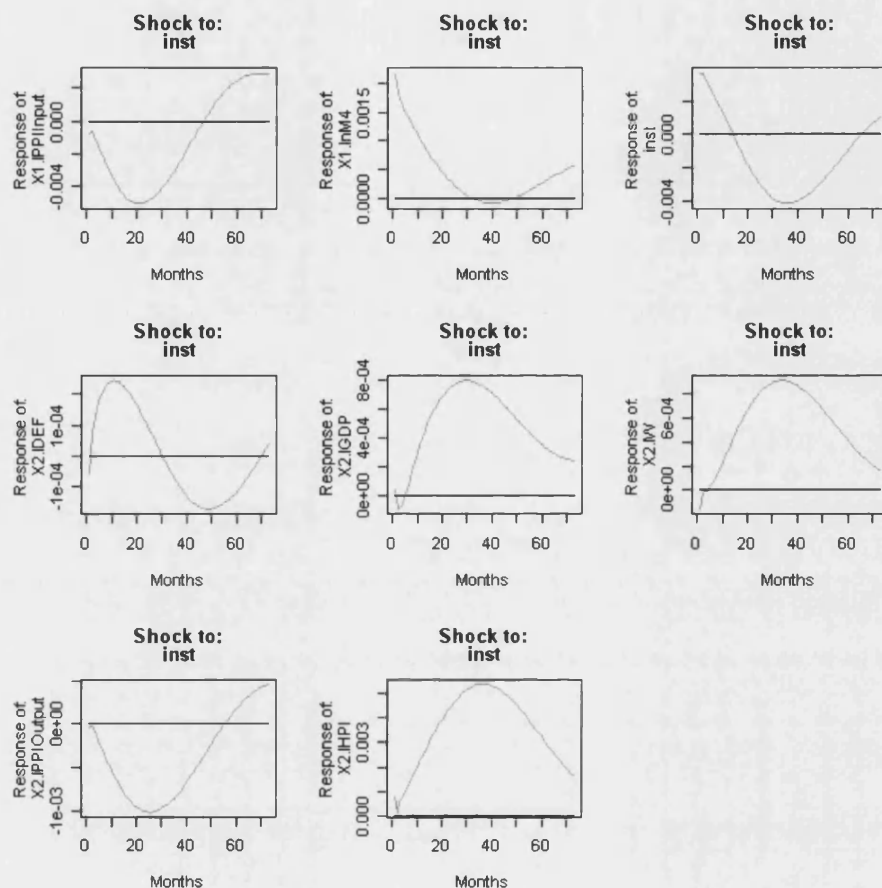 Shock to:
inst
Response of
X1.lPPIInput
0.000
-0.004
0 20 40 60
Months
Shock to:
inst
Response of
X1.lnM4
0.0015
0.0000
0 20 40 60
Months
Shock to:
inst
Response of
inst
0.000
-0.004
0 20 40 60
Months
Shock to:
inst
Response of
X2.lDEF
1e-04
-1e-04
0 20 40 60
Months
Shock to:
inst
Response of
X2.lGDP
8e-04
4e-04
0e+00
0 20 40 60
Months
Shock to:
inst
Response of
X2.IVV
6e-04
0e+00
0 20 40 60
Months
Shock to:
inst
Response of
X2.lPPIOutput
0e+00
-1e-03
0 20 40 60
Months
Shock to:
inst
Response of
X2.lHPI
0.003
0.000
0 20 40 60
Months